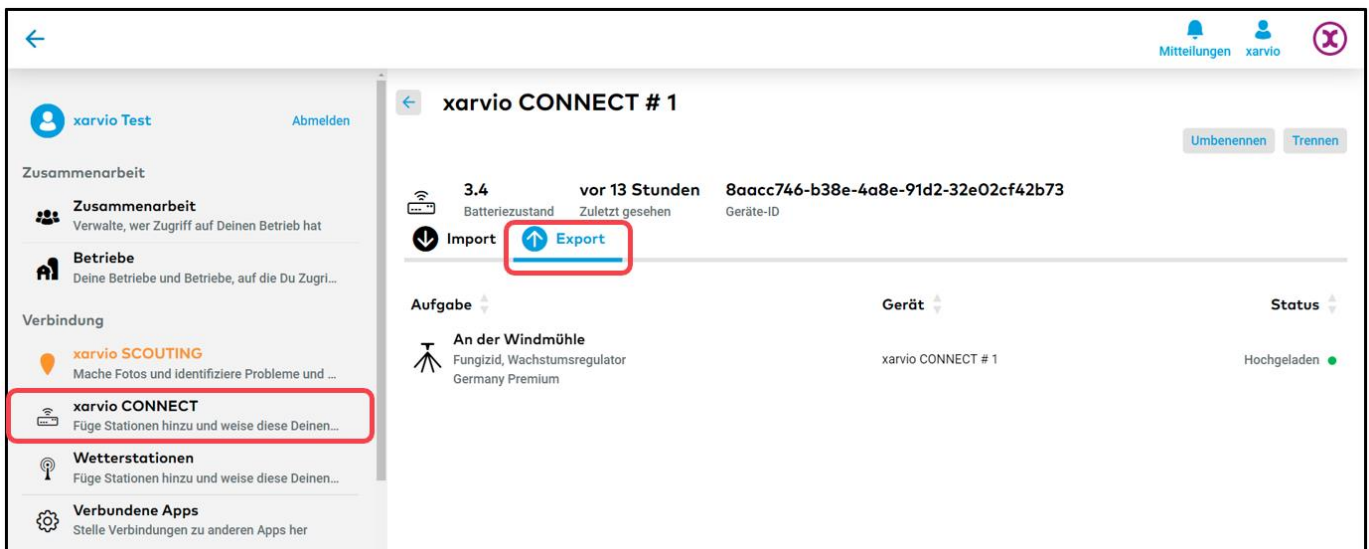 Mitteilungen
xarvio
xarvio Test
Abmelden
Zusammenarbeit
Zusammenarbeit
Verwalte, wer Zugriff auf Deinen Betrieb hat
Betriebe
Deine Betriebe und Betriebe, auf die Du Zugri...
Verbindung
xarvio SCOUTING
Mache Fotos und identifiziere Probleme und ...
xarvio CONNECT
Füge Stationen hinzu und weise diese Deinen...
Wetterstationen
Füge Stationen hinzu und weise diese Deinen...
Verbundene Apps
Stelle Verbindungen zu anderen Apps her
xarvio CONNECT # 1
Umbenennen
Trennen
3.4
Batteriezustand
vor 13 Stunden
Zuletzt gesehen
8aacc746-b38e-4a8e-91d2-32e02cf42b73
Geräte-ID
Import
Export
Aufgabe
Gerät
Status
An der Windmühle
Fungizid, Wachstumsregulator
Germany Premium
xarvio CONNECT # 1
Hochgeladen